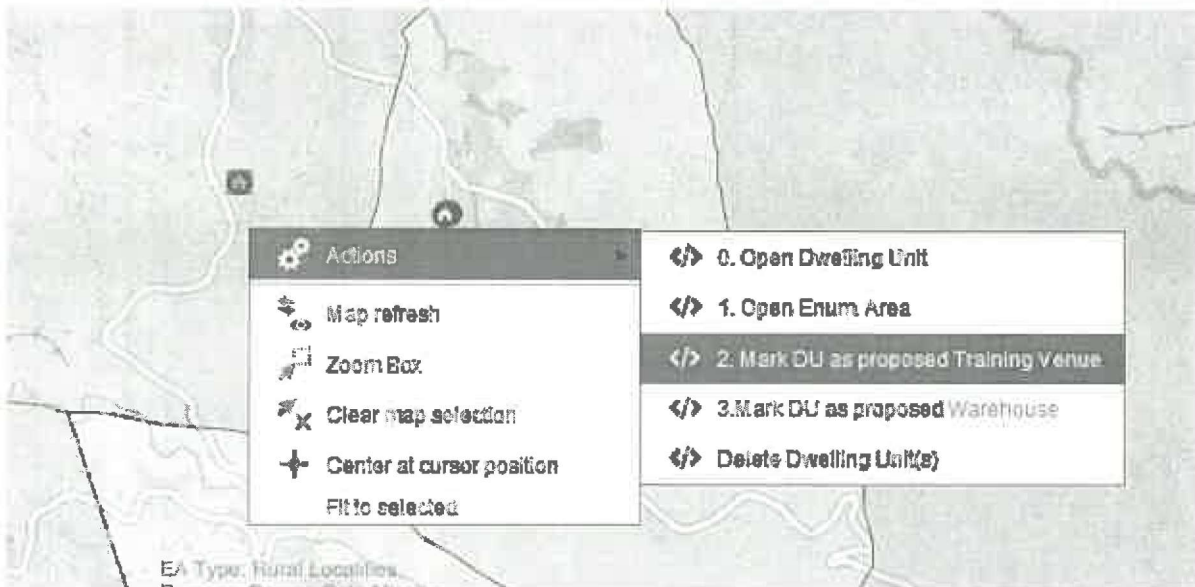 Actions
Map refresh
Zoom Box
Clear map selection
Center at cursor position
Fit to selected
0. Open Dwelling Unit
1. Open Enum Area
2. Mark DU as proposed Training Venue
3.Mark DU as proposed Warehouse
Delete Dwelling Unit(s)
EA Type: Rural Localities